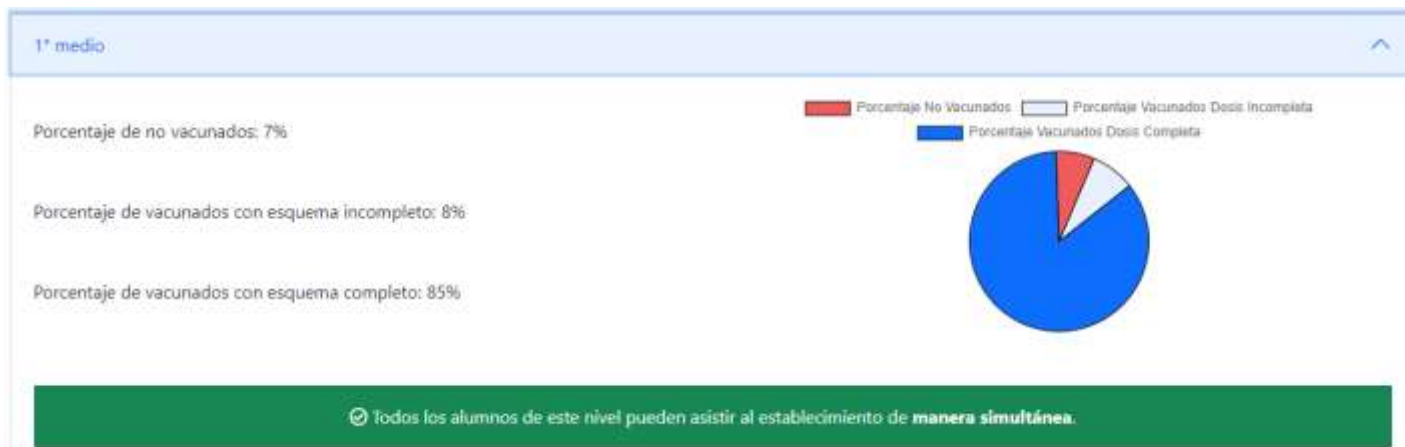 1° medio
Porcentaje No Vacunados Porcentaje Vacunados Dosis Incompleta
Porcentaje Vacunados Dosis Completa
Porcentaje de no vacunados: 7%
Porcentaje de vacunados con esquema incompleto: 8%
Porcentaje de vacunados con esquema completo: 85%
Todos los alumnos de este nivel pueden asistir al establecimiento de manera simultánea.